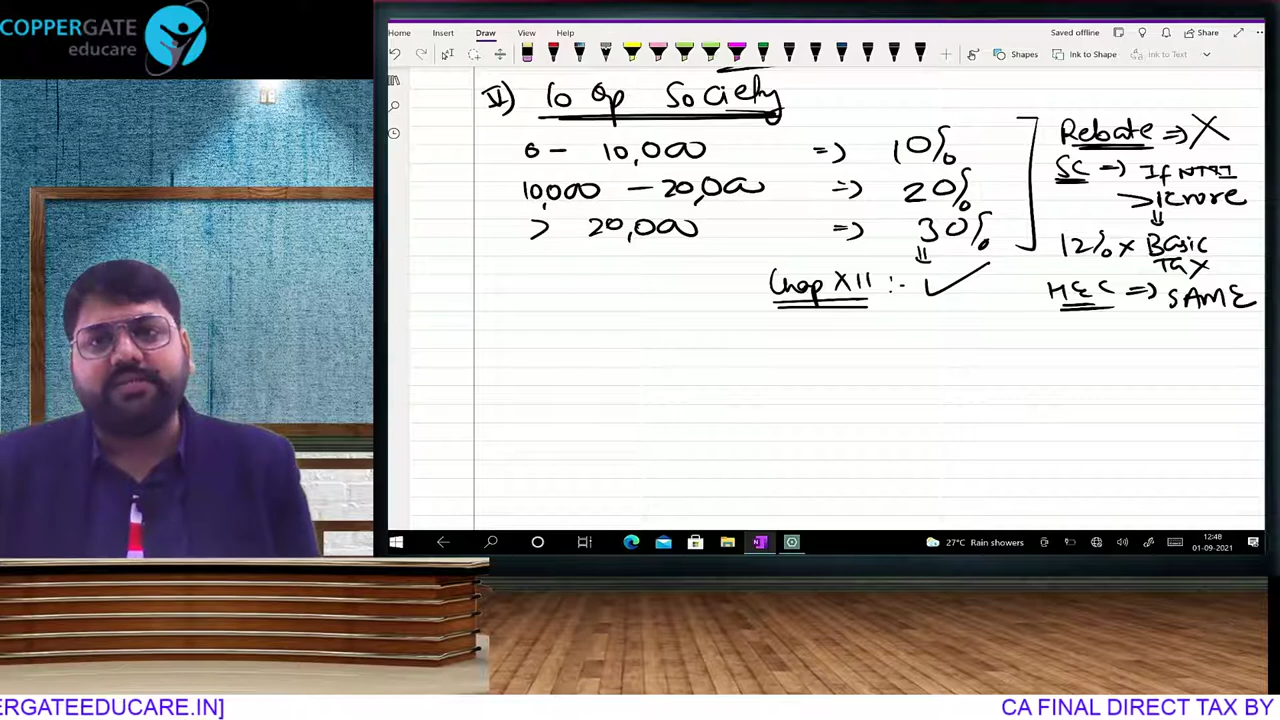 COPPERGATE
educare
Home Insert Draw View Help
Saved offline
Share
Shapes
Ink to Shape
Ink to Text
VI) Co Op Society
0 - 10,000 => 10%
10,000 - 20,000 => 20%
> 20,000 => 30%
Chap XII :-
Rebate => X
SC => If NTTI
> 1crore
12% x Basic
Tax
HEC => SAME
27°C Rain showers
12:48
01-09-2021
ERGATEEDUCARE.IN]
CA FINAL DIRECT TAX BY